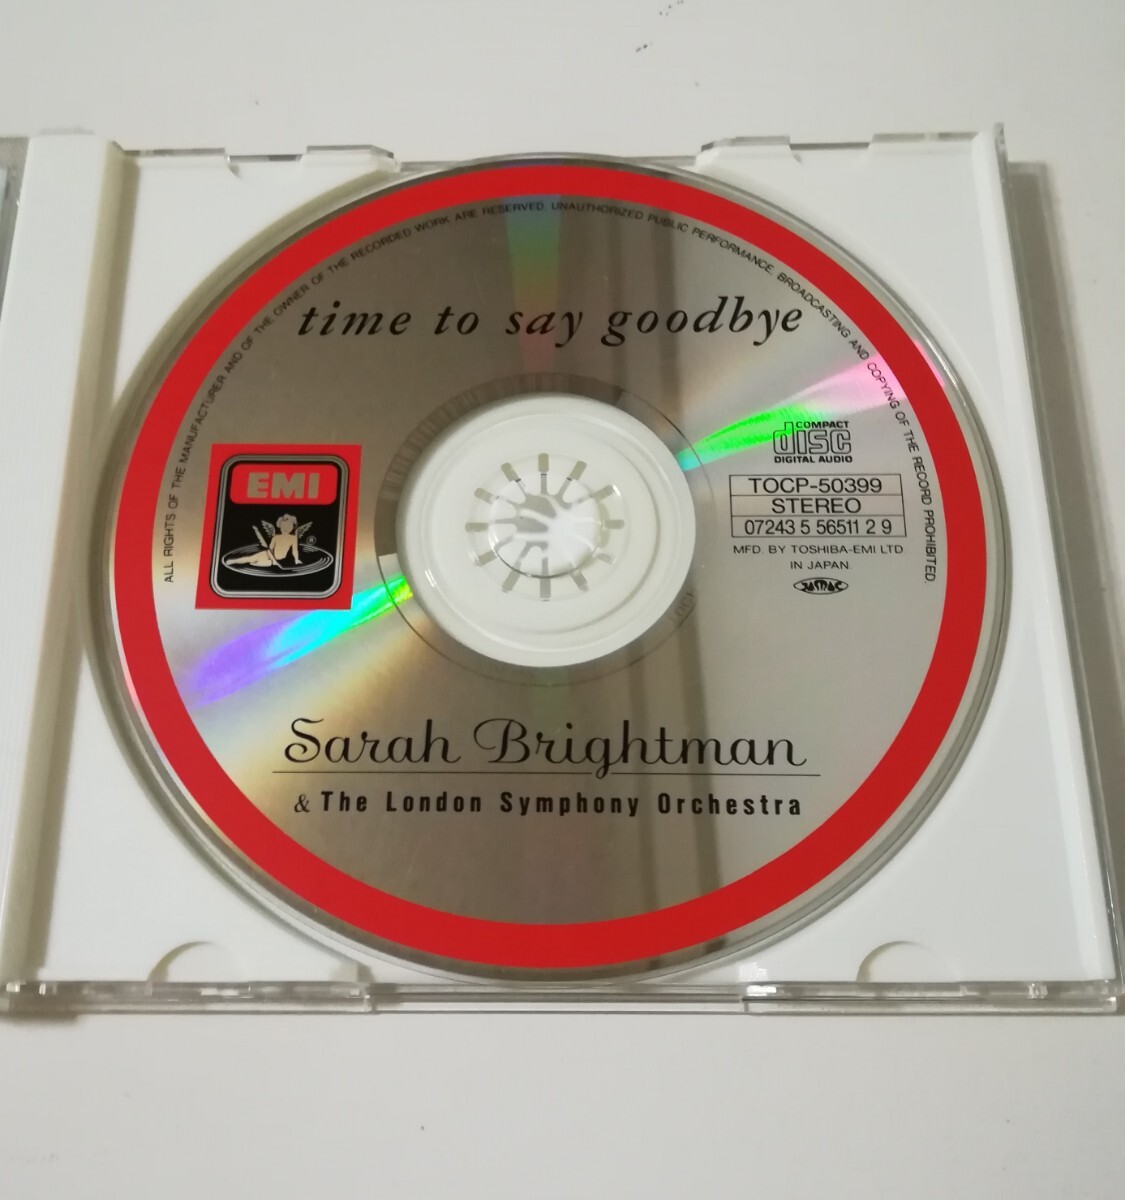 ALL RIGHTS OF THE MANUFACTURER AND OF THE OWNER OF THE RECORDED WORK ARE RESERVED. UNAUTHORIZED PUBLIC PERFORMANCE, BROADCASTING AND COPYING OF THE RECORD PROHIBITED.
time to say goodbye
EMI
®
COMPACT
disc
DIGITAL AUDIO
TOCP-50399
STEREO
07243 5 56511 2 9
MFD. BY TOSHIBA-EMI LTD
IN JAPAN.
Sarah Brightman
& The London Symphony Orchestra